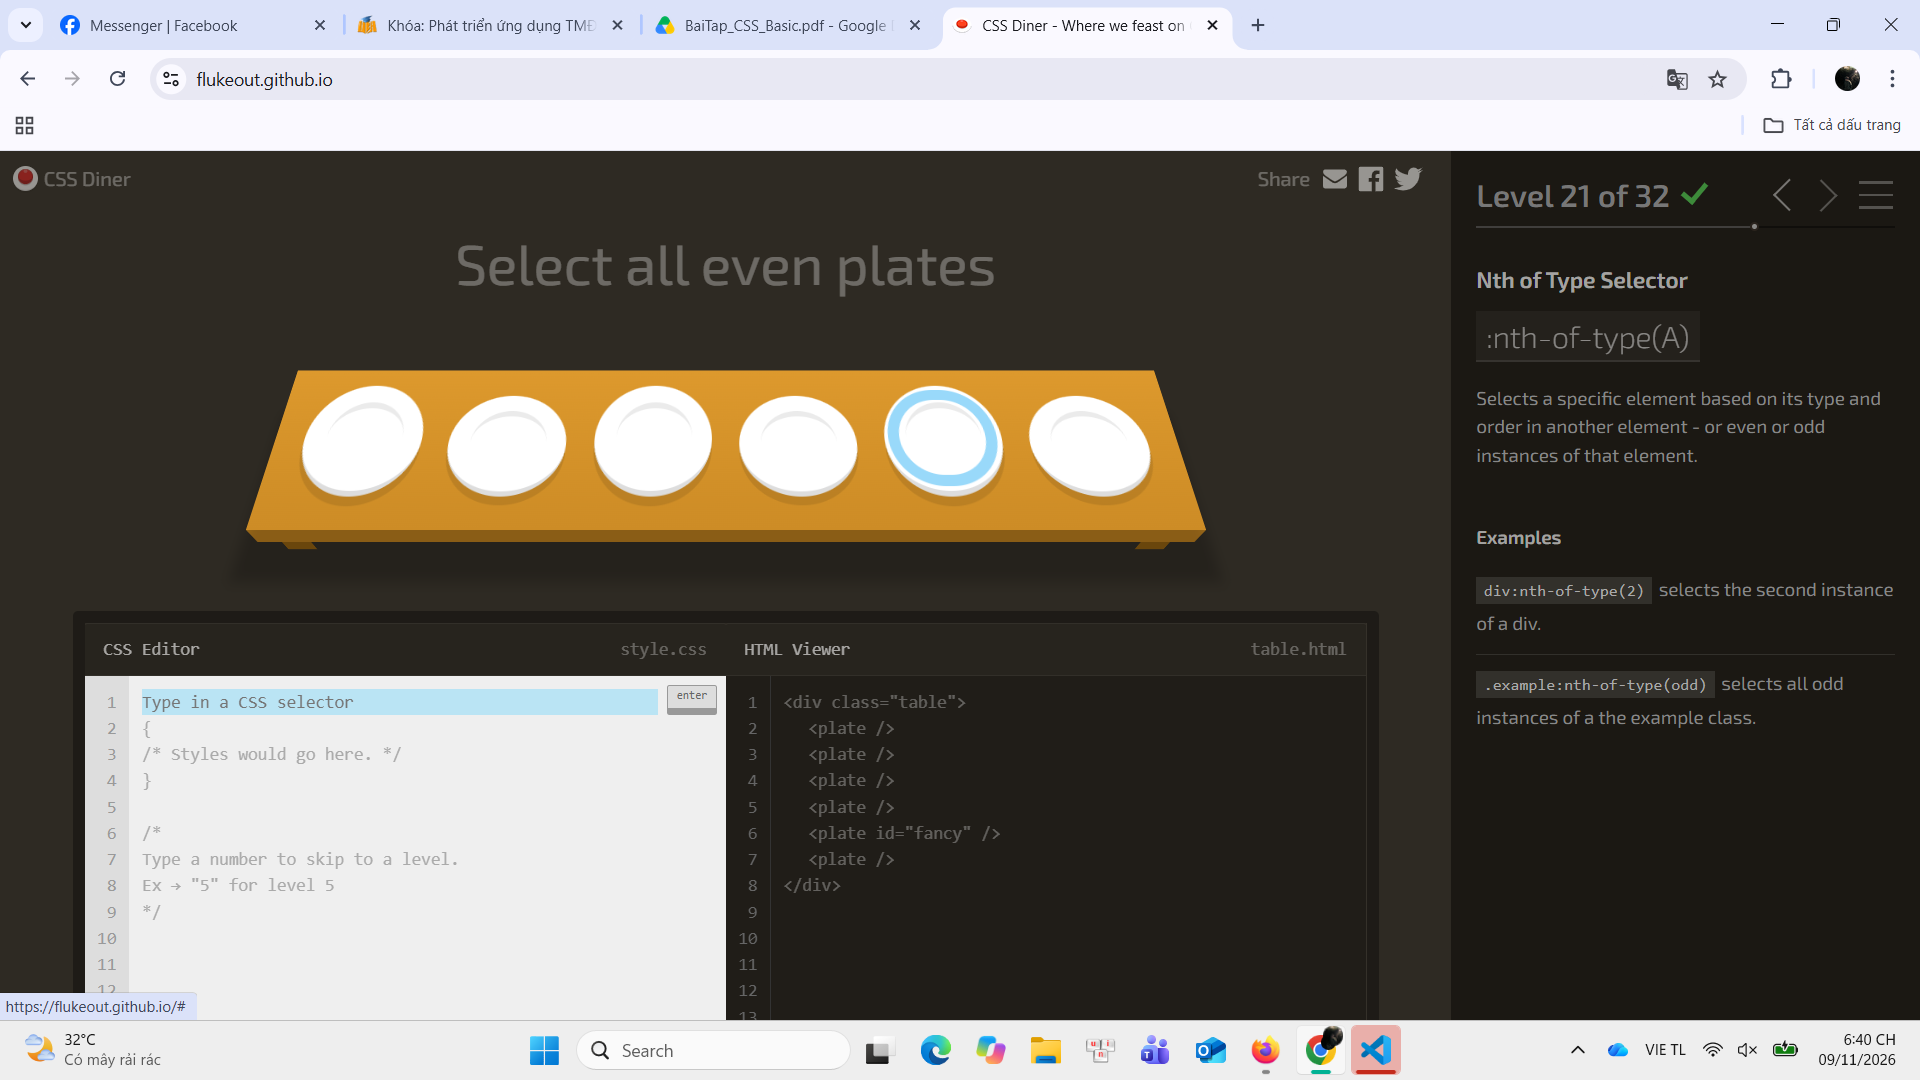 Messenger | Facebook
Khóa: Phát triển ứng dụng TMĐ
BaiTap_CSS_Basic.pdf - Google
CSS Diner - Where we feast on
flukeout.github.io
Tất cả dấu trang
CSS Diner
Share
Select all even plates
Level 21 of 32
Nth of Type Selector
:nth-of-type(A)
Selects a specific element based on its type and
order in another element - or even or odd
instances of that element.
Examples
div:nth-of-type(2) selects the second instance
of a div.
.example:nth-of-type(odd) selects all odd
instances of a the example class.
CSS Editor
style.css
1 Type in a CSS selector
enter
2 {
3 /* Styles would go here. */
4 }
5
6 /*
7 Type a number to skip to a level.
8 Ex → "5" for level 5
9 */
10
11
12
HTML Viewer
table.html
1 <div class="table">
2 <plate />
3 <plate />
4 <plate />
5 <plate />
6 <plate id="fancy" />
7 <plate />
8 </div>
9
10
11
12
13
https://flukeout.github.io/#
32°C
Có mây rải rác
Search
VIE TL
6:40 CH
09/11/2026